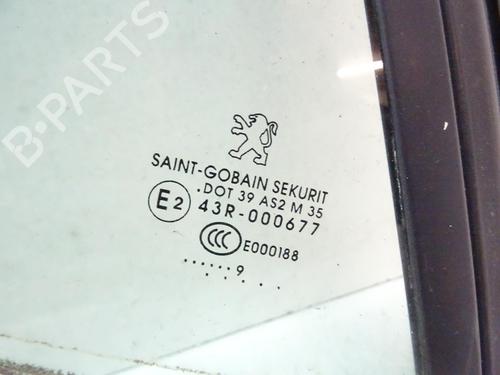 B-PARTS
SAINT-GOBAIN SEKURIT
.DOT 39 AS2 M 35
E2 43R-000677
CCC E000188
......9
.......